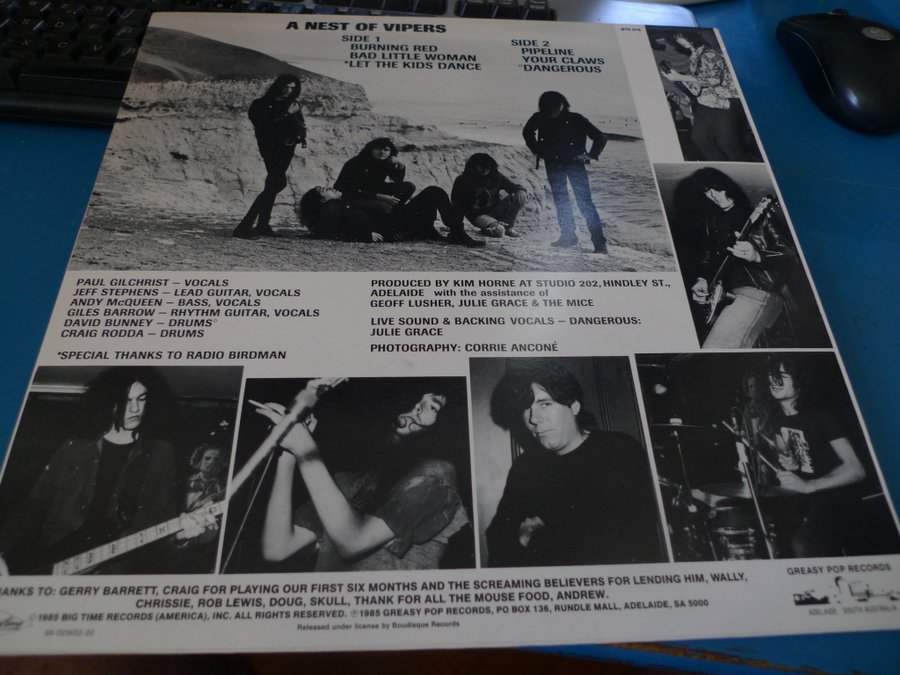 A NEST OF VIPERS
SIDE 1
BURNING RED
BAD LITTLE WOMAN
*LET THE KIDS DANCE
SIDE 2
PIPELINE
YOUR CLAWS
°DANGEROUS
PAUL GILCHRIST – VOCALS
JEFF STEPHENS – LEAD GUITAR, VOCALS
ANDY McQUEEN – BASS, VOCALS
GILES BARROW – RHYTHM GUITAR, VOCALS
DAVID BUNNEY – DRUMS°
CRAIG RODDA – DRUMS
*SPECIAL THANKS TO RADIO BIRDMAN
PRODUCED BY KIM HORNE AT STUDIO 202, HINDLEY ST.,
ADELAIDE with the assistance of
GEOFF LUSHER, JULIE GRACE & THE MICE
LIVE SOUND & BACKING VOCALS – DANGEROUS:
JULIE GRACE
PHOTOGRAPHY: CORRIE ANCONÉ
HANKS TO: GERRY BARRETT, CRAIG FOR PLAYING OUR FIRST SIX MONTHS AND THE SCREAMING BELIEVERS FOR LENDING HIM, WALLY,
CHRISSIE, ROB LEWIS, DOUG, SKULL, THANK FOR ALL THE MOUSE FOOD, ANDREW.
©1985 BIG TIME RECORDS (AMERICA), INC. ALL RIGHTS RESERVED. ℗1985 GREASY POP RECORDS, PO BOX 136, RUNDLE MALL, ADELAIDE, SA 5000
Released under license by Boudisque Records
08-023852-20
GREASY POP RECORDS
ADELAIDE SOUTH AUSTRALIA